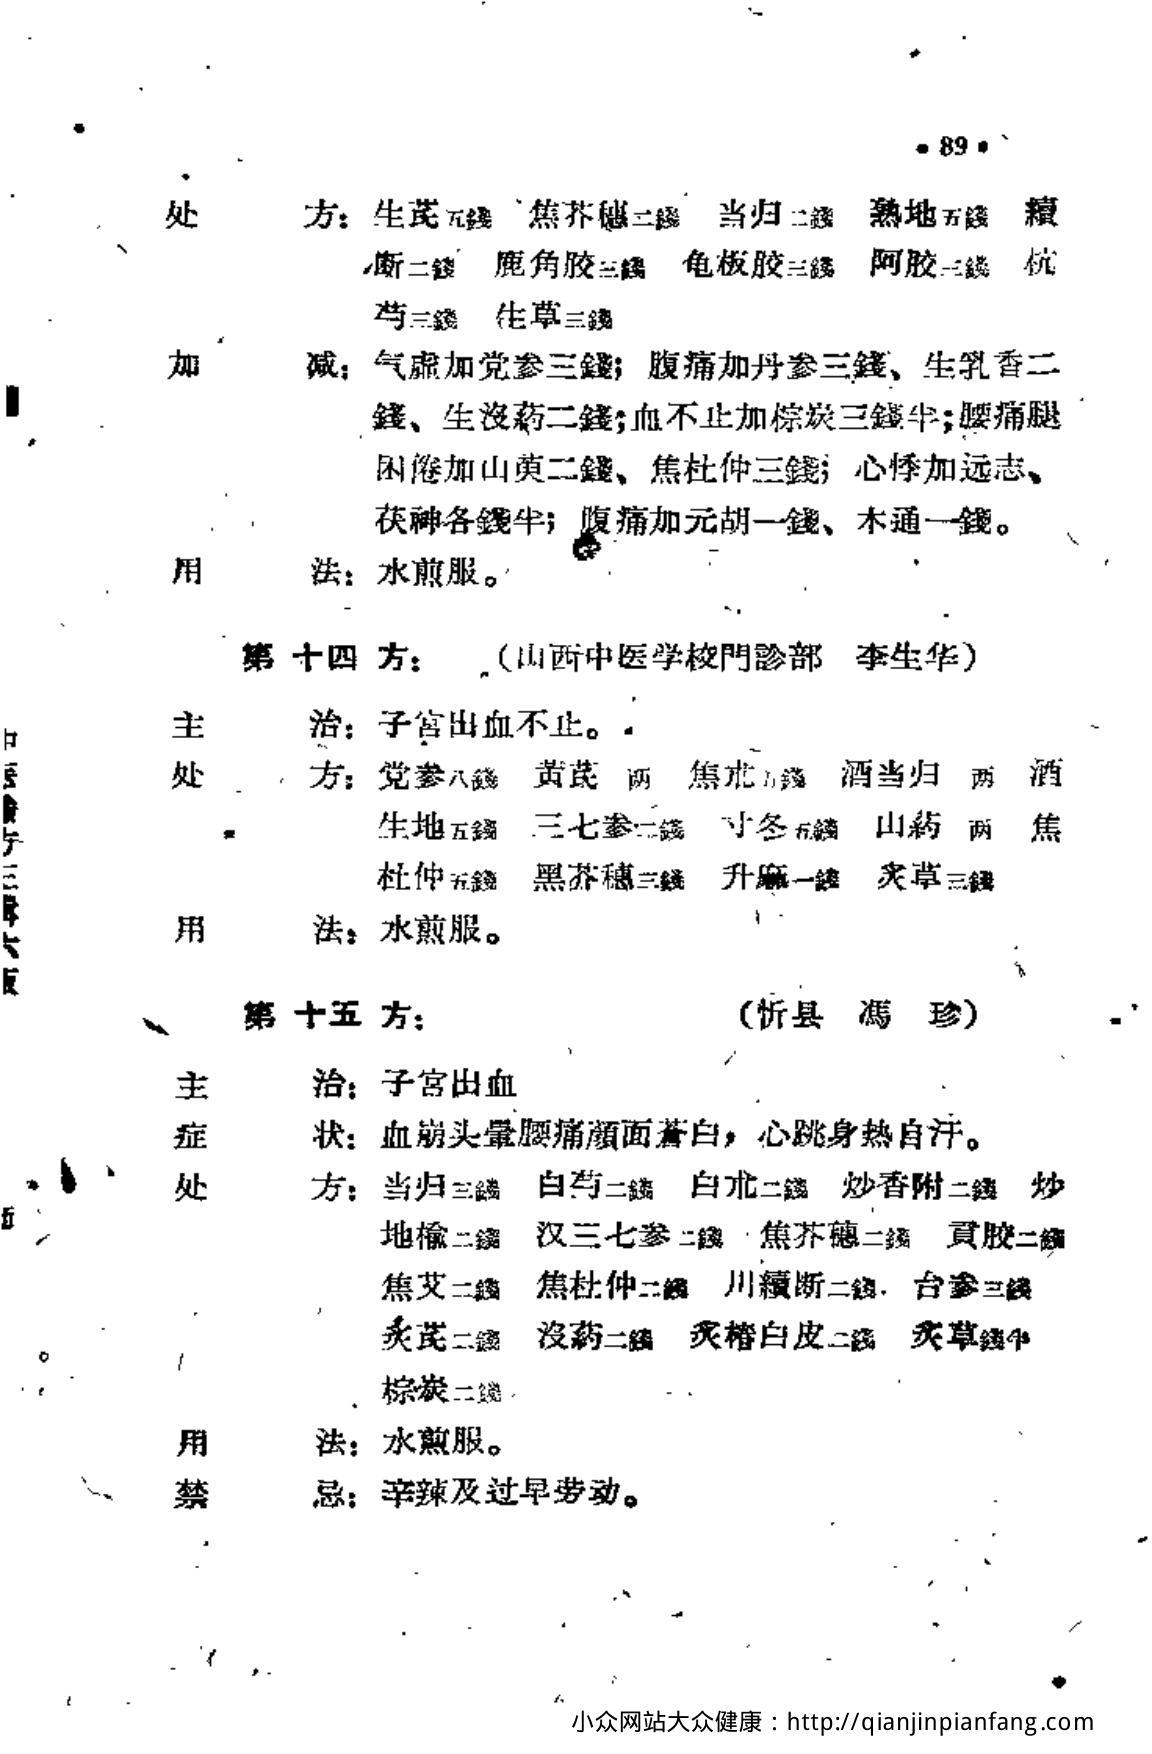 • 89 •
处 方：生芪五錢 焦芥穗二錢 当归二錢 熟地五錢 續
断二錢 鹿角胶三錢 龟板胶三錢 阿胶三錢 杭
芍三錢 生草三錢
加 减：气虛加党参三錢；腹痛加丹参三錢、生乳香二
錢、生沒葯二錢；血不止加棕炭三錢半；腰痛腿
困倦加山萸二錢、焦杜仲三錢；心悸加远志、
茯神各錢半；腹痛加元胡一錢、木通一錢。
用 法：水煎服。
第十四方：（山西中医学校門診部 李生华）
主 治：子宮出血不止。
处 方：党参八錢 黄芪 两 焦朮五錢 酒当归 两 酒
生地五錢 三七参二錢 寸冬五錢 山葯 两 焦
杜仲五錢 黑芥穗三錢 升麻一錢 炙草三錢
用 法：水煎服。
第十五方：（忻县 馮 珍）
主 治：子宮出血
症 状：血崩头暈腰痛顏面蒼白，心跳身热自汗。
处 方：当归三錢 白芍二錢 白朮二錢 炒香附二錢 炒
地榆二錢 汉三七参二錢 焦芥穗二錢 貢胶二錢
焦艾二錢 焦杜仲二錢 川續断二錢 台参三錢
炙芪二錢 沒葯二錢 炙椿白皮二錢 炙草錢半
棕炭二錢
用 法：水煎服。
禁 忌：辛辣及过早劳动。
小众网站大众健康：http://qianjinpianfang.com